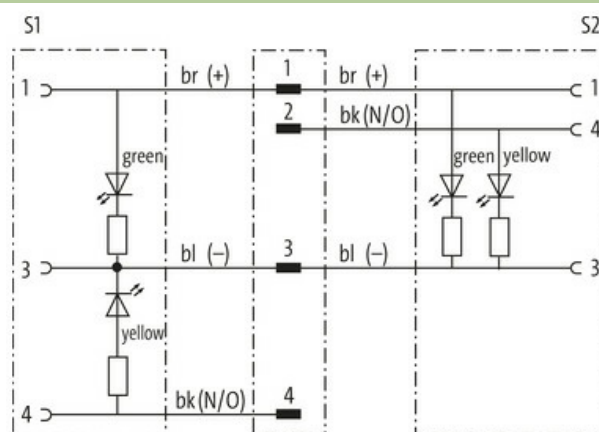 S1 S2
1 br (+) 1 br (+) 1
2 bk (N/O) 4
green green yellow
3 bl (–) 3 bl (–) 3
yellow
4 bk (N/O) 4